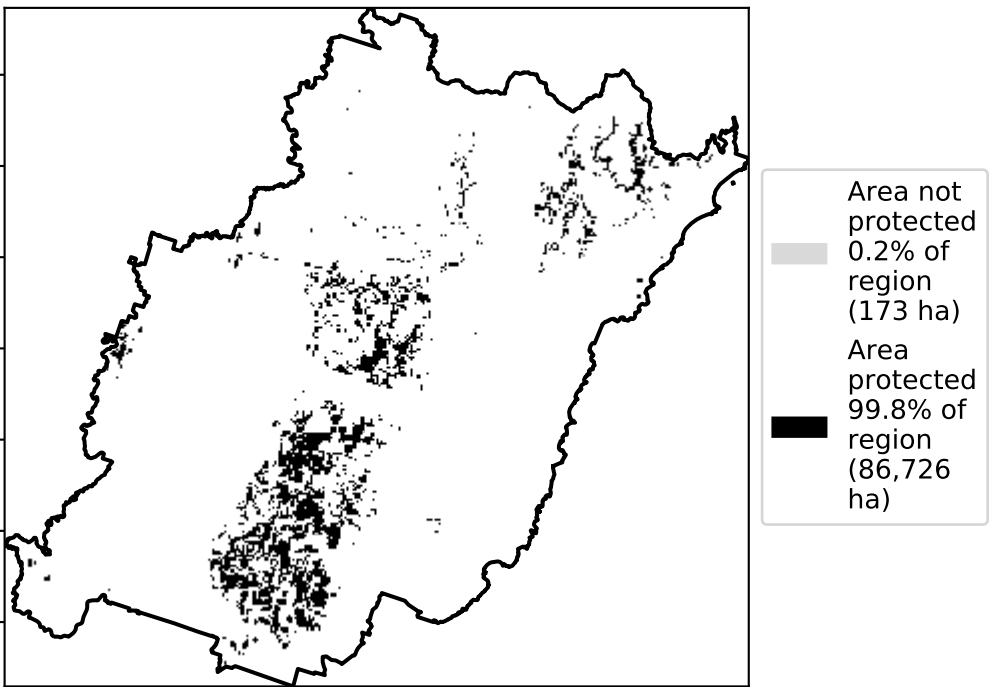 Area not
protected
0.2% of
region
(173 ha)
Area
protected
99.8% of
region
(86,726
ha)